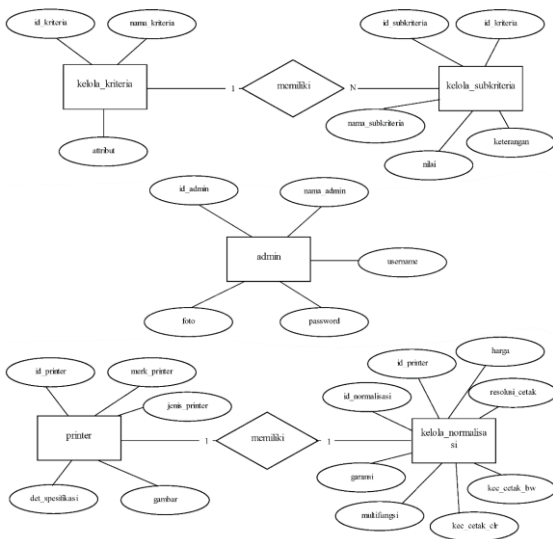 id_kriteria
nama_kriteria
id_subkriteria
id_kriteria
kelola_kriteria
1
memiliki
N
kelola_subkriteria
nama_subkriteria
keterangan
attribut
nilai
id_admin
nama_admin
admin
username
foto
password
id_printer
merk_printer
jenis_printer
id_printer
harga
id_normalisasi
resolusi_cetak
printer
1
memiliki
1
kelola_normalisa
si
garansi
det_spesifikasi
gambar
kec_cetak_bw
multifungsi
kec_cetak_clr